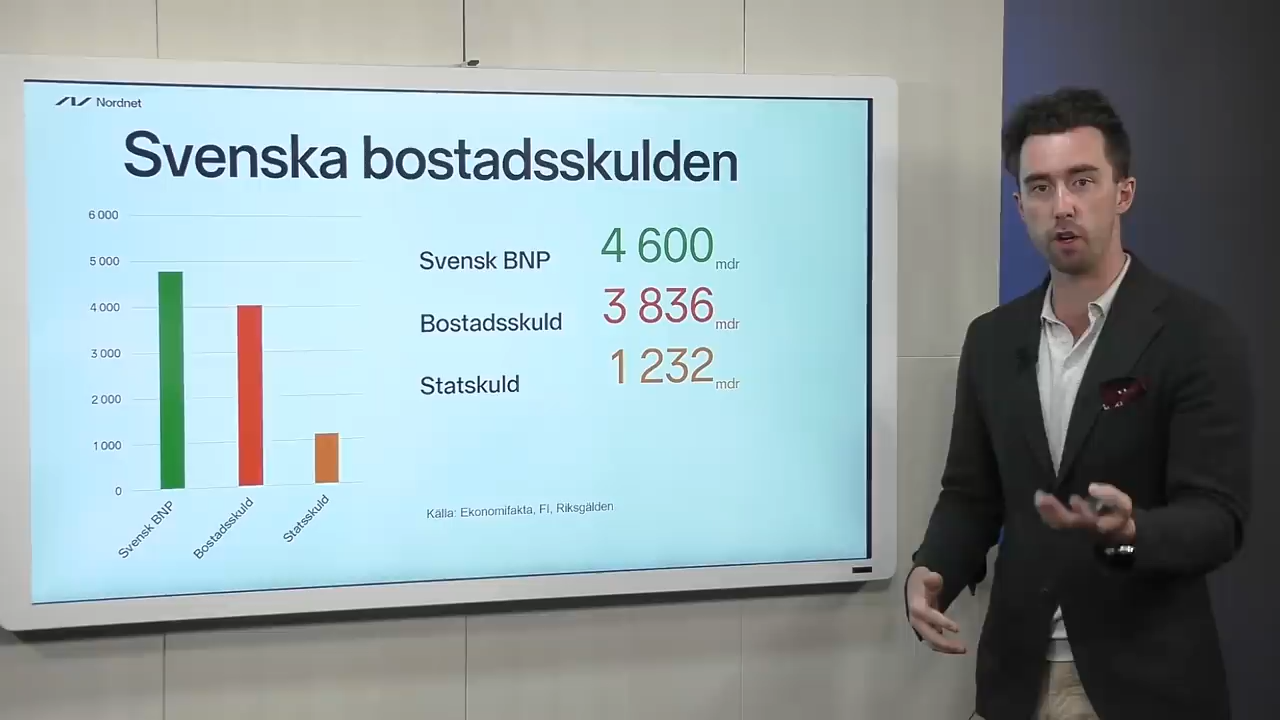 Nordnet
Svenska bostadsskulden
6 000
5 000
4 000
3 000
2 000
1 000
0
Svensk BNP
Bostadsskuld
Statsskuld
Svensk BNP 4 600 mdr
Bostadsskuld 3 836 mdr
Statskuld 1 232 mdr
Källa: Ekonomifakta, FI, Riksgälden